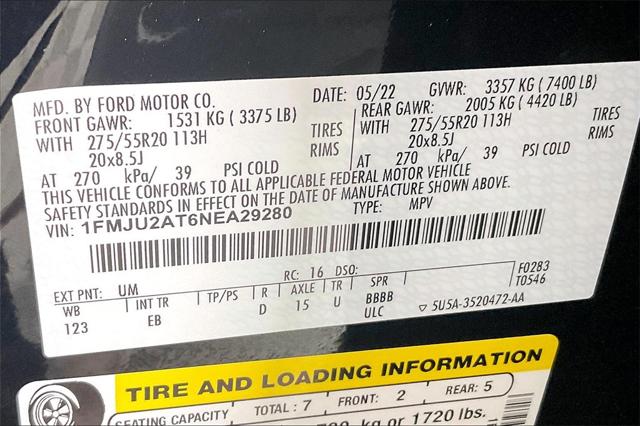 MFD. BY FORD MOTOR CO. DATE: 05/22 GVWR: 3357 KG ( 7400 LB)
FRONT GAWR: 1531 KG ( 3375 LB) REAR GAWR: 2005 KG ( 4420 LB)
WITH 275/55R20 113H TIRES WITH 275/55R20 113H TIRES
20x8.5J RIMS 20x8.5J RIMS
AT 270 kPa/ 39 PSI COLD AT 270 kPa/ 39 PSI COLD
THIS VEHICLE CONFORMS TO ALL APPLICABLE FEDERAL MOTOR VEHICLE
SAFETY STANDARDS IN EFFECT ON THE DATE OF MANUFACTURE SHOWN ABOVE.
VIN: 1FMJU2AT6NEA29280 TYPE: MPV
EXT PNT: UM RC: 16 DSO: F0283
WB INT TR TP/PS R AXLE TR SPR T0546
123 EB D 15 U BBBB
ULC ▽ 5U5A-3520472-AA
TIRE AND LOADING INFORMATION
SEATING CAPACITY TOTAL : 7 FRONT: 2 REAR: 5
kg or 1720 lbs.